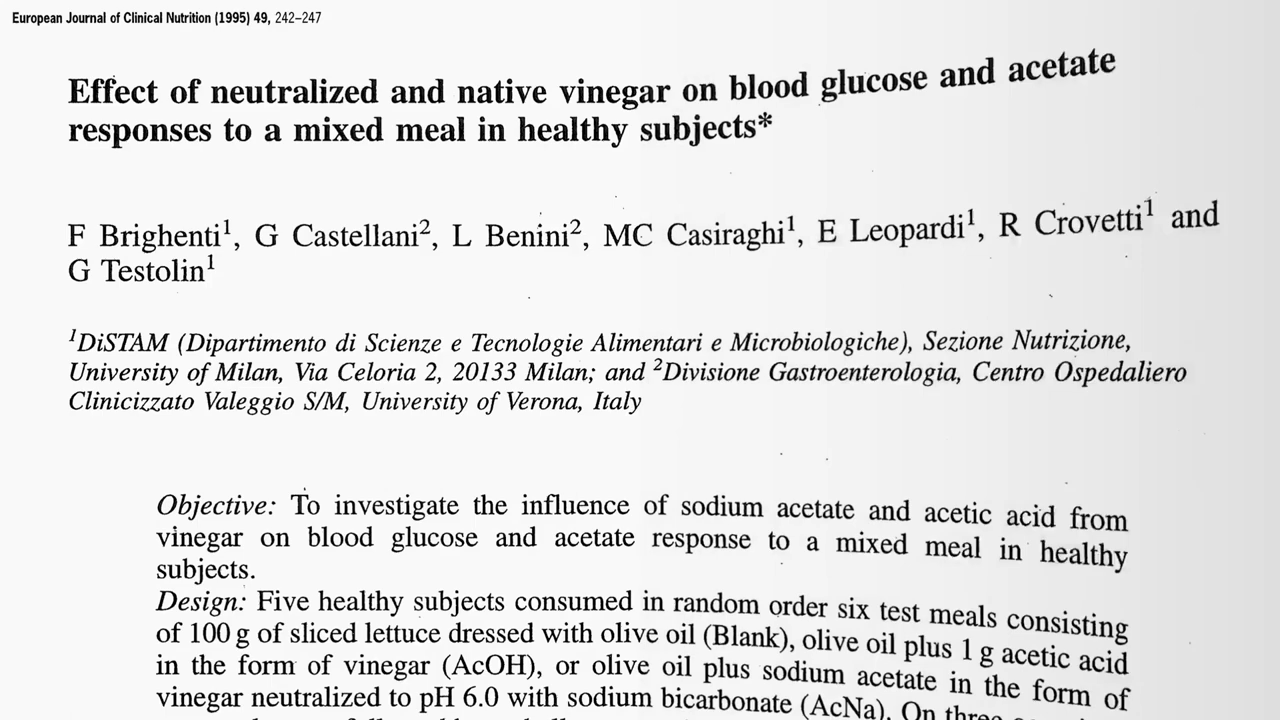 European Journal of Clinical Nutrition (1995) 49, 242–247
Effect of neutralized and native vinegar on blood glucose and acetate
responses to a mixed meal in healthy subjects*
F Brighenti¹, G Castellani², L Benini², MC Casiraghi¹, E Leopardi¹, R Crovetti¹ and
G Testolin¹
¹DiSTAM (Dipartimento di Scienze e Tecnologie Alimentari e Microbiologiche), Sezione Nutrizione,
University of Milan, Via Celoria 2, 20133 Milan; and ²Divisione Gastroenterologia, Centro Ospedaliero
Clinicizzato Valeggio S/M, University of Verona, Italy
Objective: To investigate the influence of sodium acetate and acetic acid from
vinegar on blood glucose and acetate response to a mixed meal in healthy
subjects.
Design: Five healthy subjects consumed in random order six test meals consisting
of 100 g of sliced lettuce dressed with olive oil (Blank), olive oil plus 1 g acetic acid
in the form of vinegar (AcOH), or olive oil plus sodium acetate in the form of
vinegar neutralized to pH 6.0 with sodium bicarbonate (AcNa). On three